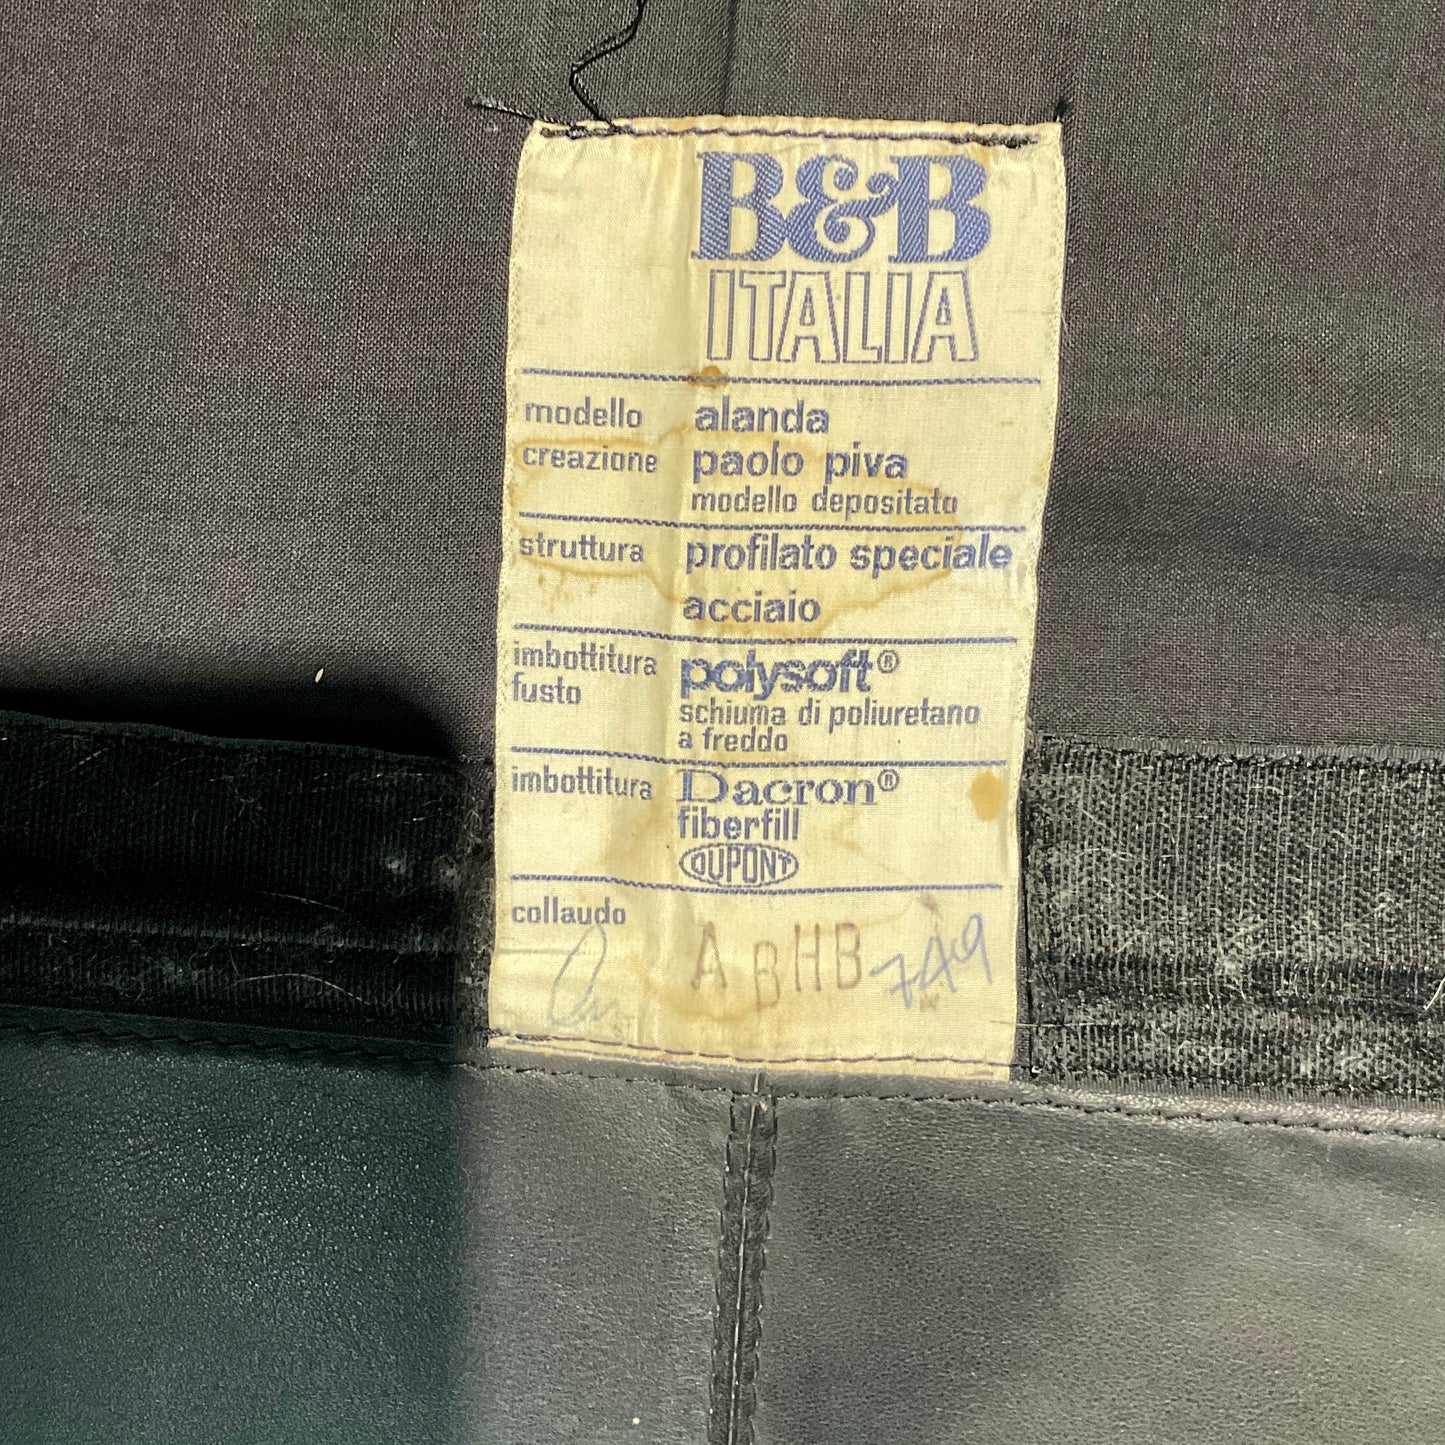 B&B
ITALIA
modello alanda
creazione paolo piva
modello depositato
struttura profilato speciale
acciaio
imbottitura polysoft®
fusto schiuma di poliuretano
a freddo
imbottitura Dacron®
fiberfill
DUPONT
collaudo
A B H B 749